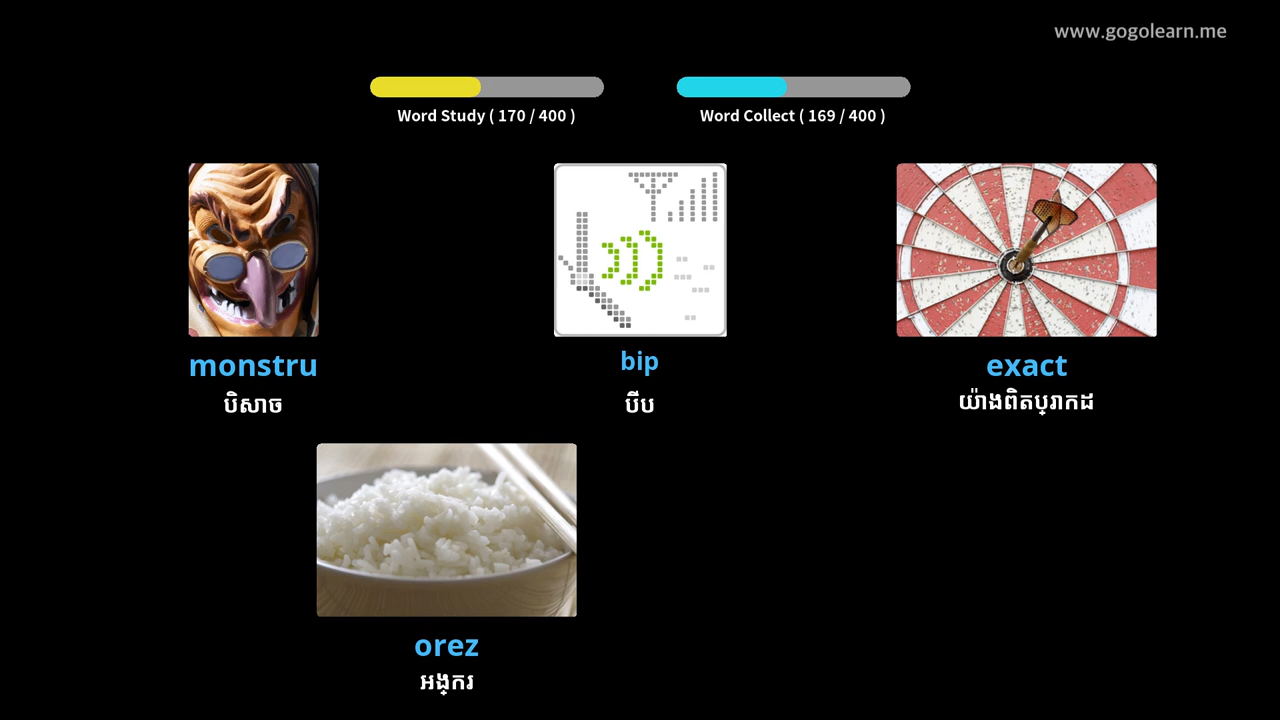 www.gogolearn.me
Word Study ( 170 / 400 )
Word Collect ( 169 / 400 )
monstru
បិសាច
bip
បីប
exact
យ៉ាងពិតប្រាកដ
orez
អង្ករ